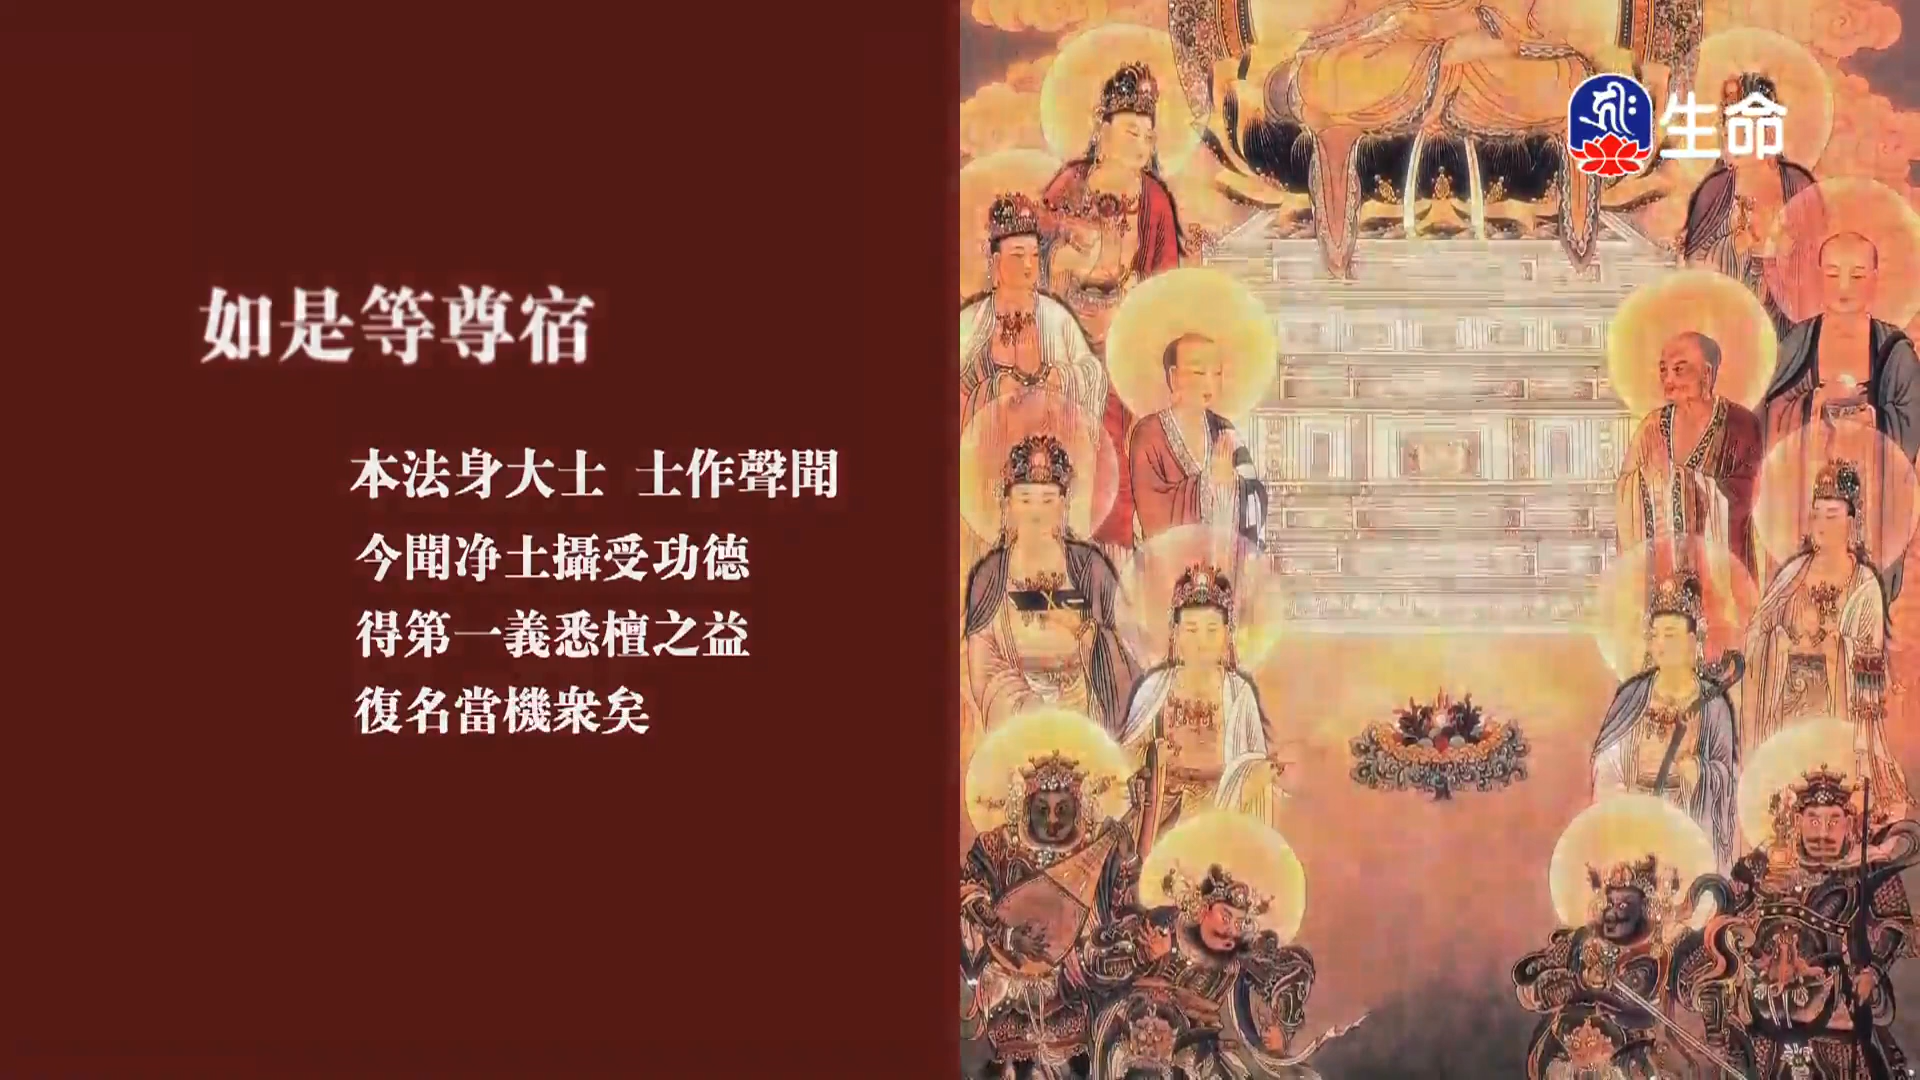 如是等尊宿
本法身大士 士作聲聞
今聞净土攝受功德
得第一義悉檀之益
復名當機衆矣
生命